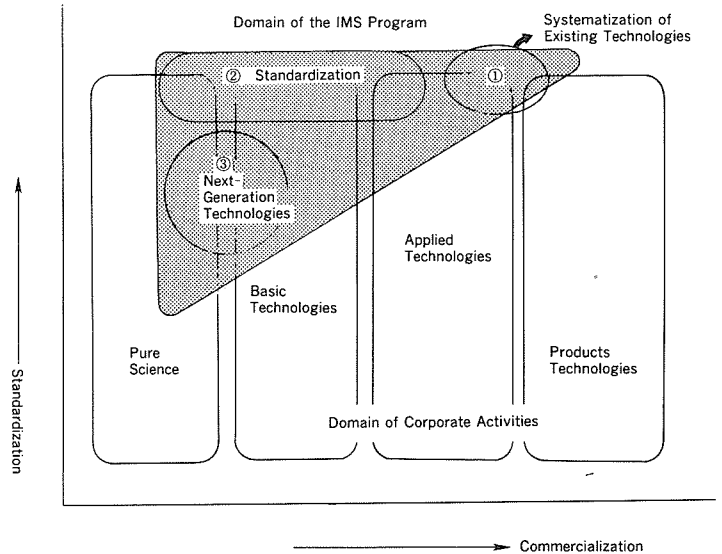 Domain of the IMS Program
Systematization of
Existing Technologies
② Standardization
①
③
Next-
Generation
Technologies
Applied
Technologies
Basic
Technologies
Pure
Science
Products
Technologies
Domain of Corporate Activities
Standardization
Commercialization